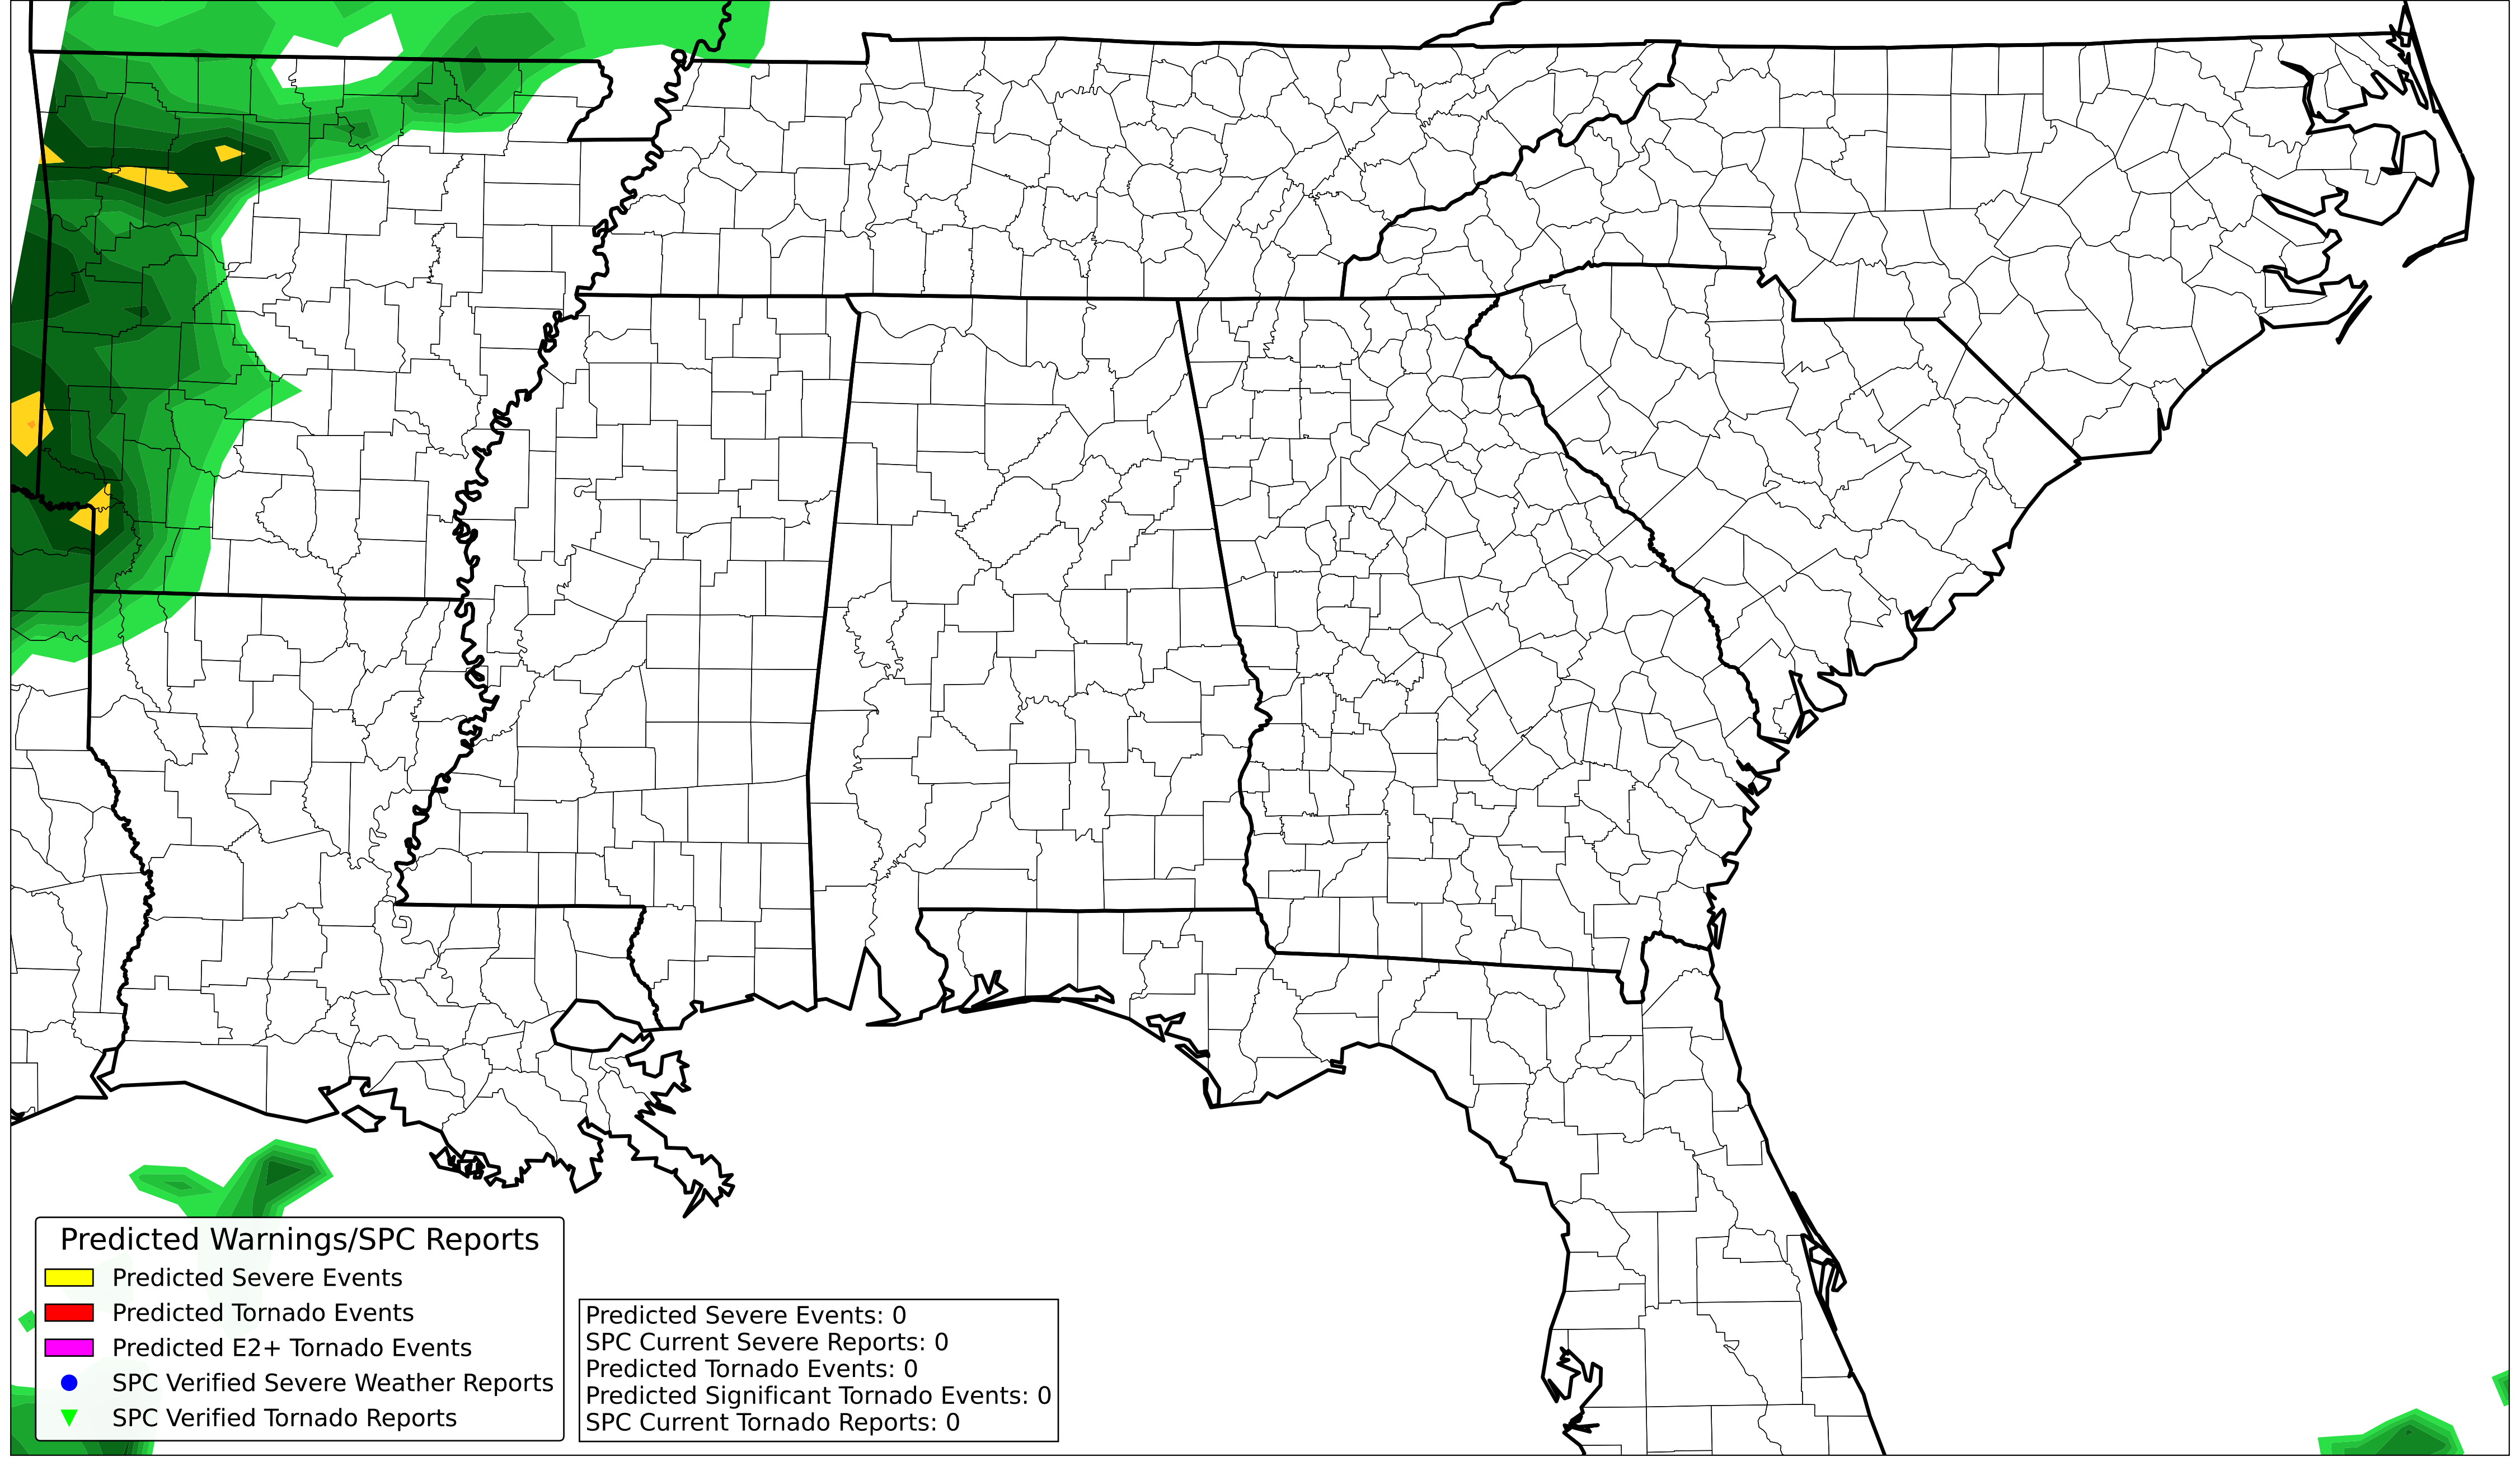 Predicted Warnings/SPC Reports
Predicted Severe Events
Predicted Tornado Events
Predicted E2+ Tornado Events
SPC Verified Severe Weather Reports
SPC Verified Tornado Reports
Predicted Severe Events: 0
SPC Current Severe Reports: 0
Predicted Tornado Events: 0
Predicted Significant Tornado Events: 0
SPC Current Tornado Reports: 0